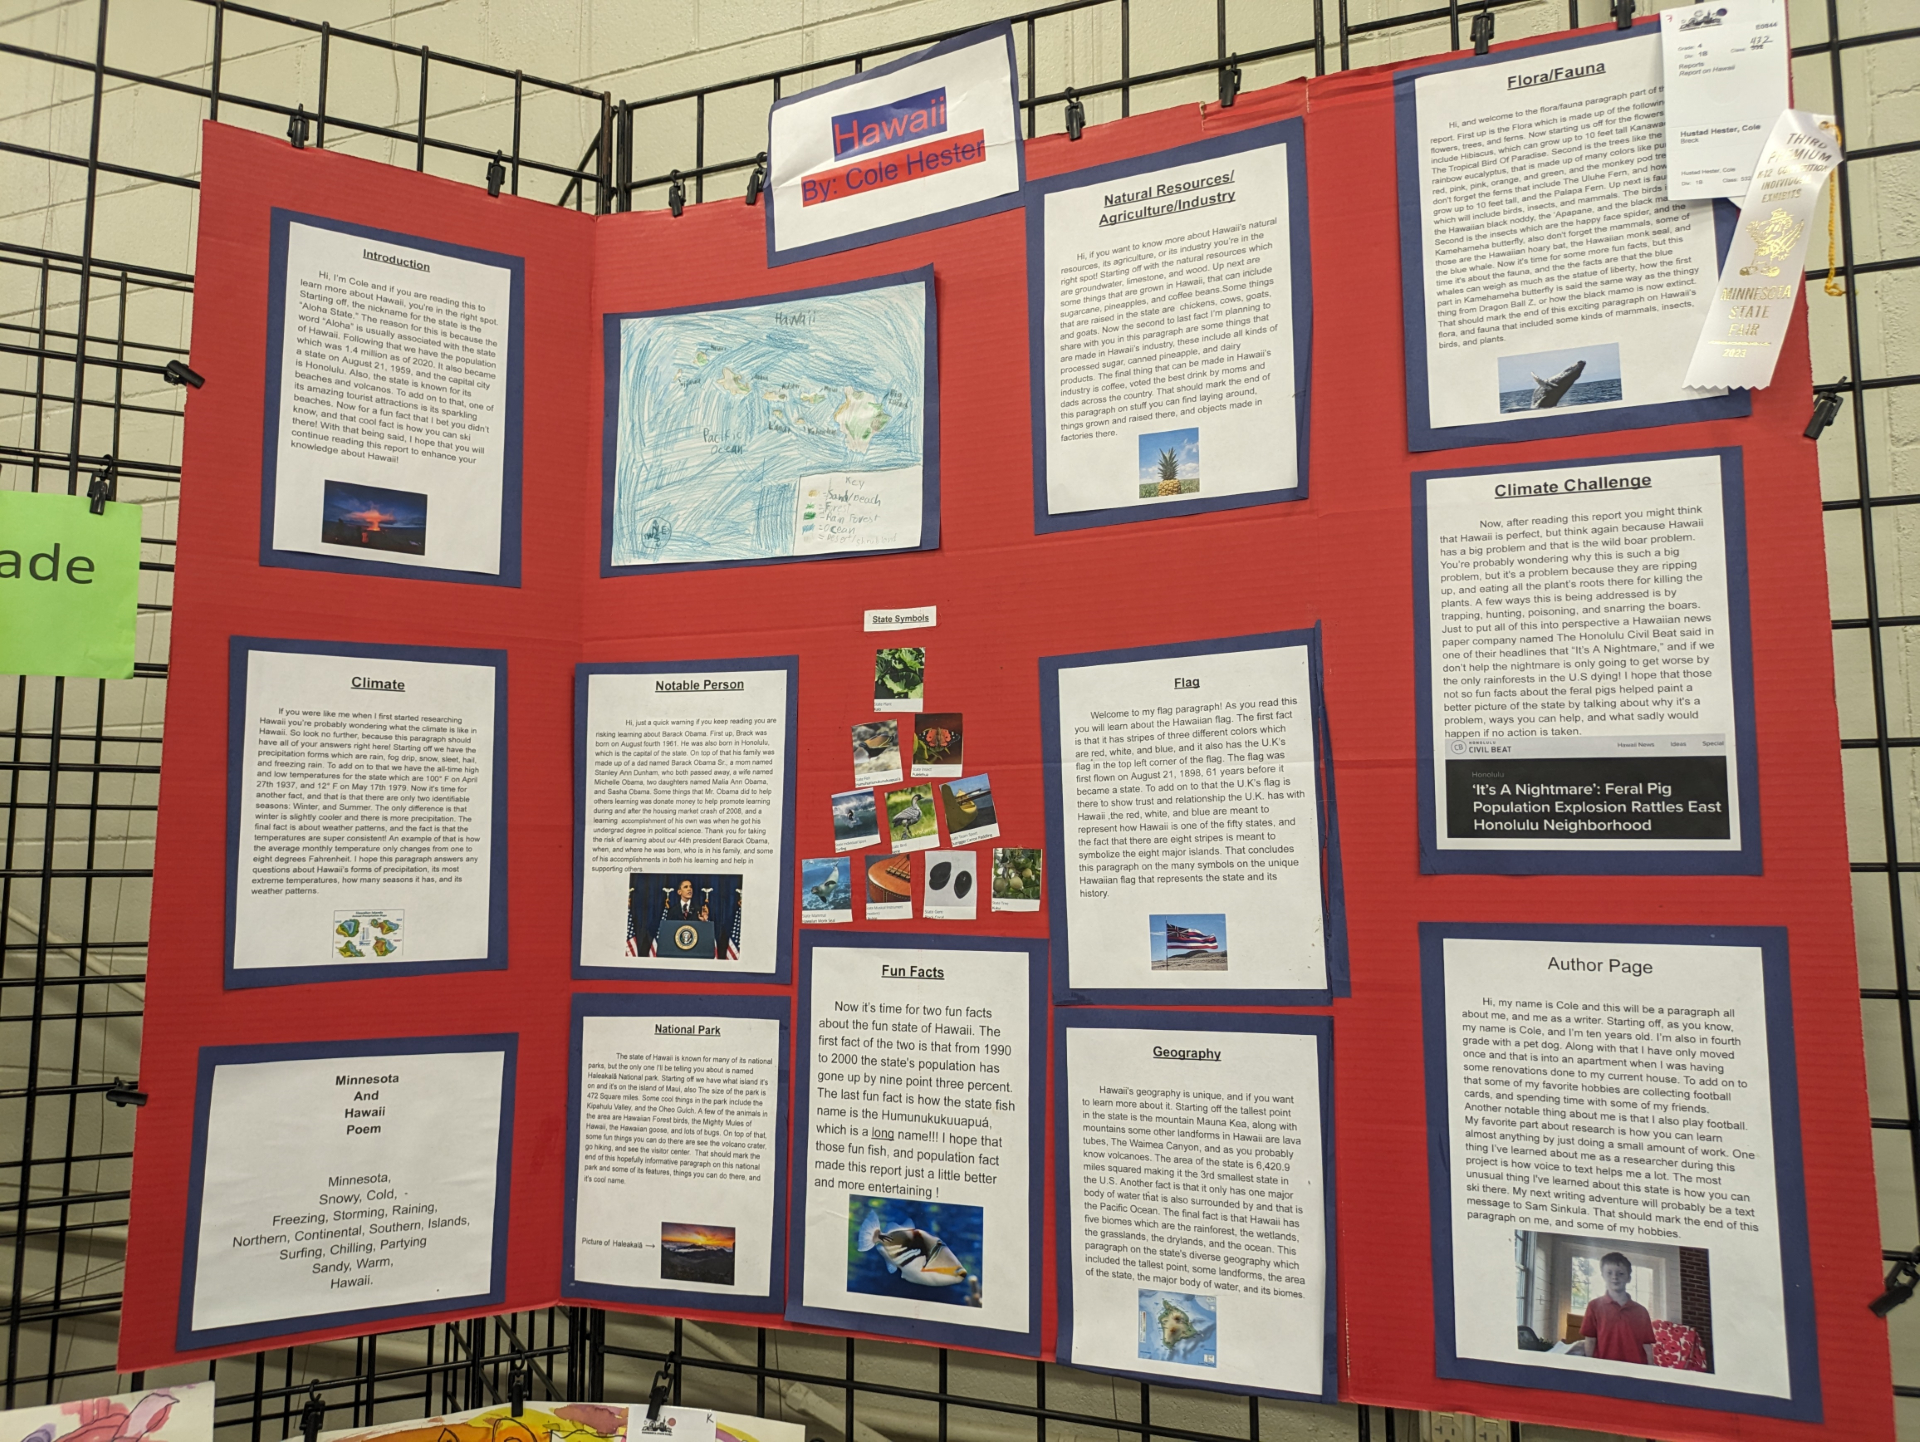 Hawaii
By: Cole Hester
Introduction
Hi, I'm Cole and if you are reading this to
learn more about Hawaii, you're in the right spot.
Starting off, the nickname for the state is the
"Aloha State." The reason for this is because the
word "Aloha" is usually associated with the state
of Hawaii. Following that we have the population
which was 1.4 million as of 2020. It also became
a state on August 21, 1959, and the capital city
is Honolulu. Also, the state is known for its
beaches and volcanos. To add on to that, one of
its amazing tourist attractions is its sparkling
beaches. Now for a fun fact that I bet you didn't
know, and that cool fact is how you can ski
there! With that being said, I hope that you will
continue reading this report to enhance your
knowledge about Hawaii!
Climate
If you were like me when I first started researching
Hawaii you're probably wondering what the climate is like in
Hawaii. So look no further, because this paragraph should
have all of your answers right here! Starting off we have the
precipitation forms which are rain, fog drip, snow, sleet, hail,
and freezing rain. To add on to that we have the all-time high
and low temperatures for the state which are 100° F on April
27th 1937, and 12° F on May 17th 1979. Now it's time for
another fact, and that is that there are only two identifiable
seasons: Winter, and Summer. The only difference is that
winter is slightly cooler and there is more precipitation. The
final fact is about weather patterns, and the fact is that the
temperatures are super consistent! An example of that is how
the average monthly temperature only changes from one to
eight degrees Fahrenheit. I hope this paragraph answers any
questions about Hawaii's forms of precipitation, its most
extreme temperatures, how many seasons it has, and its
weather patterns.
Minnesota
And
Hawaii
Poem
Minnesota,
Snowy, Cold,
Freezing, Storming, Raining,
Northern, Continental, Southern, Islands,
Surfing, Chilling, Partying
Sandy, Warm,
Hawaii.
Hawaii
Pacific
Ocean
Key
Sand/Beach
Forest
Rain Forest
Ocean
Notable Person
Hi, just a quick warning if you keep reading you are
risking learning about Barack Obama. First up, Brack was
born on August fourth 1961. He was also born in Honolulu,
which is the capital of the state. On top of that his family was
made up of a dad named Barack Obama Sr., a mom named
Stanley Ann Dunham, who both passed away, a wife named
Michelle Obama, two daughters named Malia Ann Obama,
and Sasha Obama. Some things that Mr. Obama did to help
others learning was donate money to help promote learning
during and after the housing market crash of 2008, and a
learning accomplishment of his own was when he got his
undergrad degree in political science. Thank you for taking
the risk of learning about our 44th president Barack Obama,
when, and where he was born, who is in his family, and some
of his accomplishments in both his learning and help in
supporting others.
National Park
The state of Hawaii is known for many of its national
parks, but the only one I'll be telling you about is named
Haleakalā National park. Starting off we have what island it's
on and it's on the island of Maui, also The size of the park is
472 Square miles. Some cool things in the park include the
Kipahulu Valley, and the Oheo Gulch. A few of the animals in
the area are Hawaiian Forest birds, the Mighty Mules of
Hawaii, the Hawaiian goose, and lots of bugs. On top of that,
some fun things you can do there are see the volcano crater,
go hiking, and see the visitor center. That should mark the
end of this hopefully informative paragraph on this national
park and some of its features, things you can do there, and
it's cool name.
Picture of Haleakalā →
State Symbols
Fun Facts
Now it's time for two fun facts
about the fun state of Hawaii. The
first fact of the two is that from 1990
to 2000 the state's population has
gone up by nine point three percent.
The last fun fact is how the state fish
name is the Humunukukuuapuá,
which is a long name!!! I hope that
those fun fish, and population fact
made this report just a little better
and more entertaining !
Natural Resources/
Agriculture/Industry
Hi, if you want to know more about Hawaii's natural
resources, its agriculture, or its industry you're in the
right spot! Starting off with the natural resources which
are groundwater, limestone, and wood. Up next are
some things that are grown in Hawaii, that can include
sugarcane, pineapples, and coffee beans.Some things
that are raised in the state are chickens, cows, goats,
and goats. Now the second to last fact I'm planning to
share with you in this paragraph are some things that
are made in Hawaii's industry, these include all kinds of
processed sugar, canned pineapple, and dairy
products. The final thing that can be made in Hawaii's
industry is coffee, voted the best drink by moms and
dads across the country. That should mark the end of
this paragraph on stuff you can find laying around,
things grown and raised there, and objects made in
factories there.
Flag
Welcome to my flag paragraph! As you read this
you will learn about the Hawaiian flag. The first fact
is that it has stripes of three different colors which
are red, white, and blue, and it also has the U.K's
flag in the top left corner of the flag. The flag was
first flown on August 21, 1898, 61 years before it
became a state. To add on to that the U.K's flag is
there to show trust and relationship the U.K. has with
Hawaii ,the red, white, and blue are meant to
represent how Hawaii is one of the fifty states, and
the fact that there are eight stripes is meant to
symbolize the eight major islands. That concludes
this paragraph on the many symbols on the unique
Hawaiian flag that represents the state and its
history.
Geography
Hawaii's geography is unique, and if you want
to learn more about it. Starting off the tallest point
in the state is the mountain Mauna Kea, along with
mountains some other landforms in Hawaii are lava
tubes, The Waimea Canyon, and as you probably
know volcanoes. The area of the state is 6,420.9
miles squared making it the 3rd smallest state in
the U.S. Another fact is that it only has one major
body of water that is also surrounded by and that is
the Pacific Ocean. The final fact is that Hawaii has
five biomes which are the rainforest, the wetlands,
the grasslands, the drylands, and the ocean. This
paragraph on the state's diverse geography which
included the tallest point, some landforms, the area
of the state, the major body of water, and its biomes.
Flora/Fauna
Hi, and welcome to the flora/fauna paragraph part of
report. First up is the Flora which is made up of the
flowers, trees, and ferns. Now starting us off for the flowers
include Hibiscus, which can grow up to 10 feet tall
The Tropical Bird Of Paradise. Second is the trees like the
rainbow eucalyptus, that is made up of many colors like
red, pink, pink, orange, and green, and the monkey pod
don't forget the ferns that include The Uluhe Fern, and how
grow up to 10 feet tall, and the Palapa Fern. Up next is
which will include birds, insects, and mammals. The birds
the Hawaiian black noddy, the 'Apapane, and the black
Second is the insects which are the happy face spider, and the
Kamehameha butterfly, also don't forget the mammals, some of
those are the Hawaiian hoary bat, the Hawaiian monk seal, and
the blue whale. Now it's time for some more fun facts, but this
time it's about the fauna, and the the facts are that the blue
whales can weigh as much as the statue of liberty, how the first
part in Kamehameha butterfly is said the same way as the thingy
thing from Dragon Ball Z, or how the black mamo is now extinct.
That should mark the end of this exciting paragraph on Hawaii's
flora, and fauna that included some kinds of mammals, insects,
birds, and plants.
Grade: 4
Reports
Report on Hawaii
Hustad Hester, Cole
Breck
Hustad Hester, Cole
THIRD
PREMIUM
K-12 COMPETITION
INDIVIDUAL
EXHIBITS
MINNESOTA
STATE
FAIR
2023
Climate Challenge
Now, after reading this report you might think
that Hawaii is perfect, but think again because Hawaii
has a big problem and that is the wild boar problem.
You're probably wondering why this is such a big
problem, but it's a problem because they are ripping
up, and eating all the plant's roots there for killing the
plants. A few ways this is being addressed is by
trapping, hunting, poisoning, and snarring the boars.
Just to put all of this into perspective a Hawaiian news
paper company named The Honolulu Civil Beat said in
one of their headlines that "It's A Nightmare," and if we
don't help the nightmare is only going to get worse by
the only rainforests in the U.S dying! I hope that those
not so fun facts about the feral pigs helped paint a
better picture of the state by talking about why it's a
problem, ways you can help, and what sadly would
happen if no action is taken.
CB HONOLULU CIVIL BEAT Hawaii News Ideas Special
Honolulu
'It's A Nightmare': Feral Pig
Population Explosion Rattles East
Honolulu Neighborhood
Author Page
Hi, my name is Cole and this will be a paragraph all
about me, and me as a writer. Starting off, as you know,
my name is Cole, and I'm ten years old. I'm also in fourth
grade with a pet dog. Along with that I have only moved
once and that is into an apartment when I was having
some renovations done to my current house. To add on to
that some of my favorite hobbies are collecting football
cards, and spending time with some of my friends.
Another notable thing about me is that I also play football.
My favorite part about research is how you can learn
almost anything by just doing a small amount of work. One
thing I've learned about me as a researcher during this
project is how voice to text helps me a lot. The most
unusual thing I've learned about this state is how you can
ski there. My next writing adventure will probably be a text
message to Sam Sinkula. That should mark the end of this
paragraph on me, and some of my hobbies.
ade
K